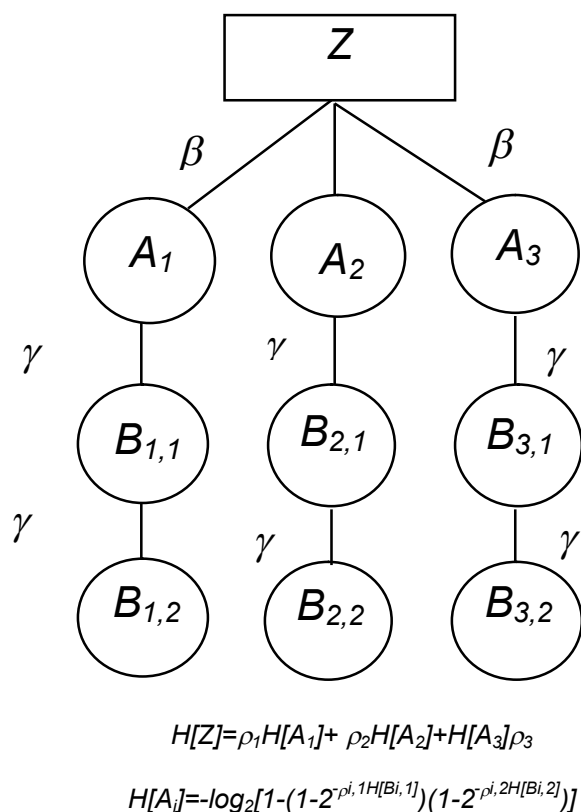 Z
β β
A₁ A₂ A₃
γ γ γ
B₁,₁ B₂,₁ B₃,₁
γ γ γ
B₁,₂ B₂,₂ B₃,₂
H[Z]=ρ₁H[A₁]+ ρ₂H[A₂]+H[A₃]ρ₃
H[Aᵢ]=-log₂[1-(1-2^-ρi,1H[Bi,1])(1-2^-ρi,2H[Bi,2])]